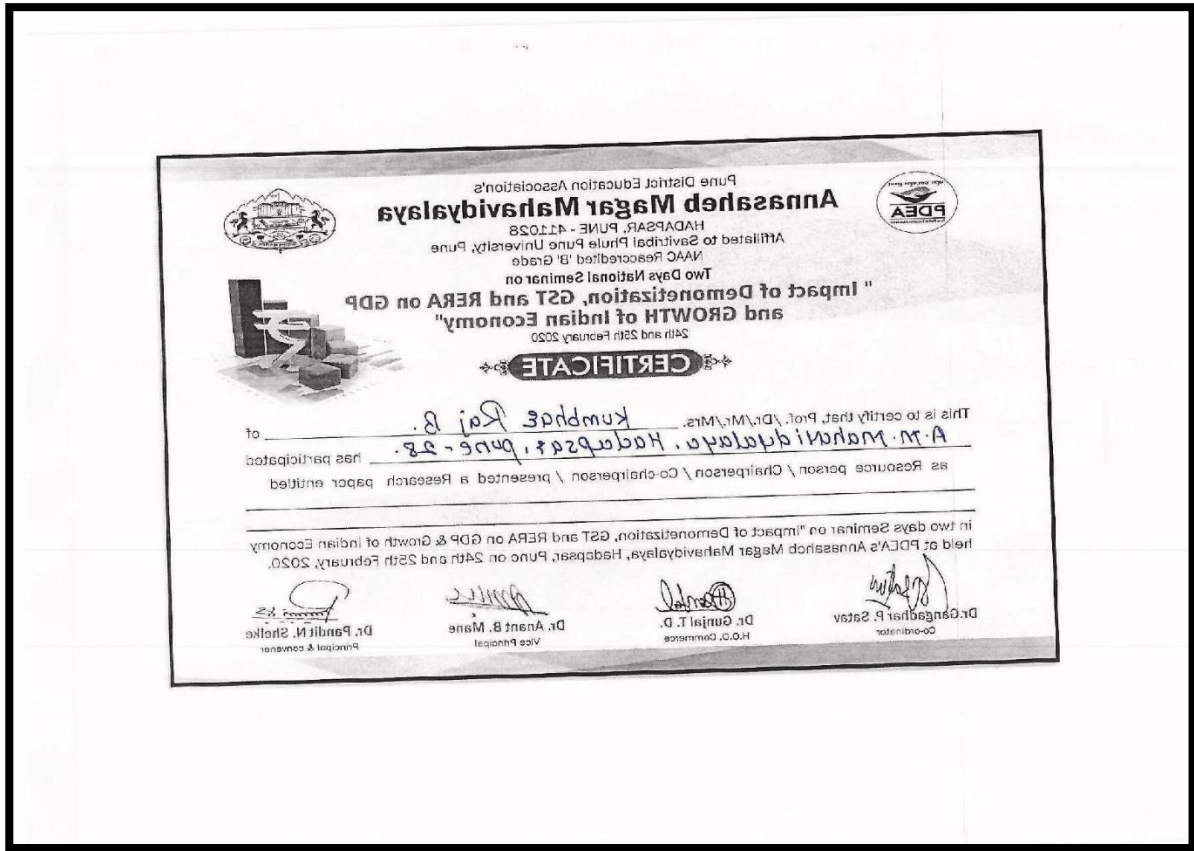 Pune District Education Association's
Annasaheb Magar Mahavidyalaya
HADAPSAR, PUNE - 411028
Affiliated to Savitribai Phule Pune University, Pune
NAAC Reaccredited 'B' Grade
Two Days National Seminar on
" Impact of Demonetization, GST and RERA on GDP
and GROWTH of Indian Economy"
24th and 25th February 2020
CERTIFICATE
PDEA
This is to certify that, Prof./Dr./Mr./Mrs. Kumbhar Raj B. of
A.M. Mahavidyalaya, Hadapsar, pune-28. has participated
as Resource person / Chairperson / Co-chairperson / presented a Research paper entitled
in two days Seminar on "Impact of Demonetization, GST and RERA on GDP & Growth of Indian Economy
held at PDEA's Annasaheb Magar Mahavidyalaya, Hadapsar, Pune on 24th and 25th February, 2020.
Dr.Gangadhar P. Satav
Co-ordinator
Dr. Gunjal T. D.
H.O.D. Commerce
Dr. Anant B. Mane
Vice Principal
Dr. Pandit N. Shelke
Principal & convener